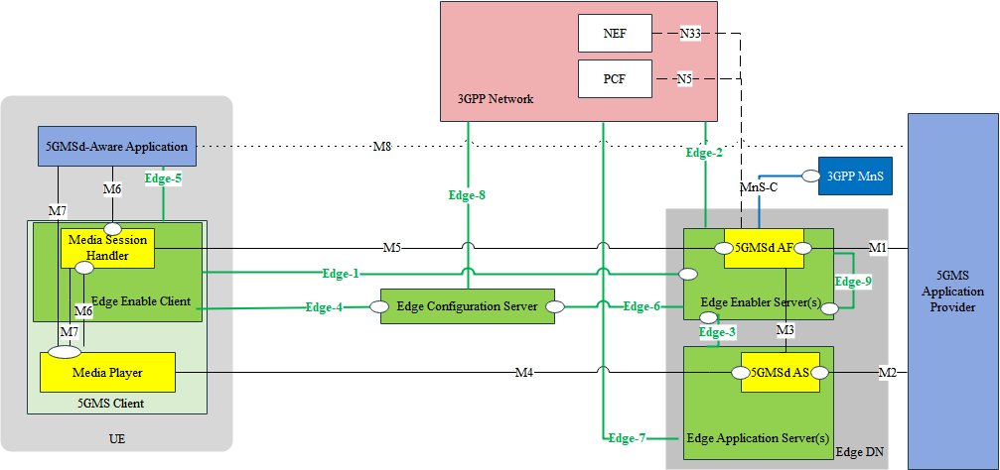 NEF
N33
PCF
N5
3GPP Network
5GMSd-Aware Application
M8
Edge-2
Edge-5
M6
3GPP MnS
MnS-C
Edge-8
M7
Media Session
Handler
M5
5GMSd AF
M1
Edge-1
5GMS
Application
Provider
Edge-9
Edge Enable Client
Edge Enabler Server(s)
M6
Edge-4
Edge Configuration Server
Edge-6
M7
Edge-3
M3
Media Player
M4
5GMSd AS
M2
5GMS Client
UE
Edge-7
Edge Application Server(s)
Edge DN